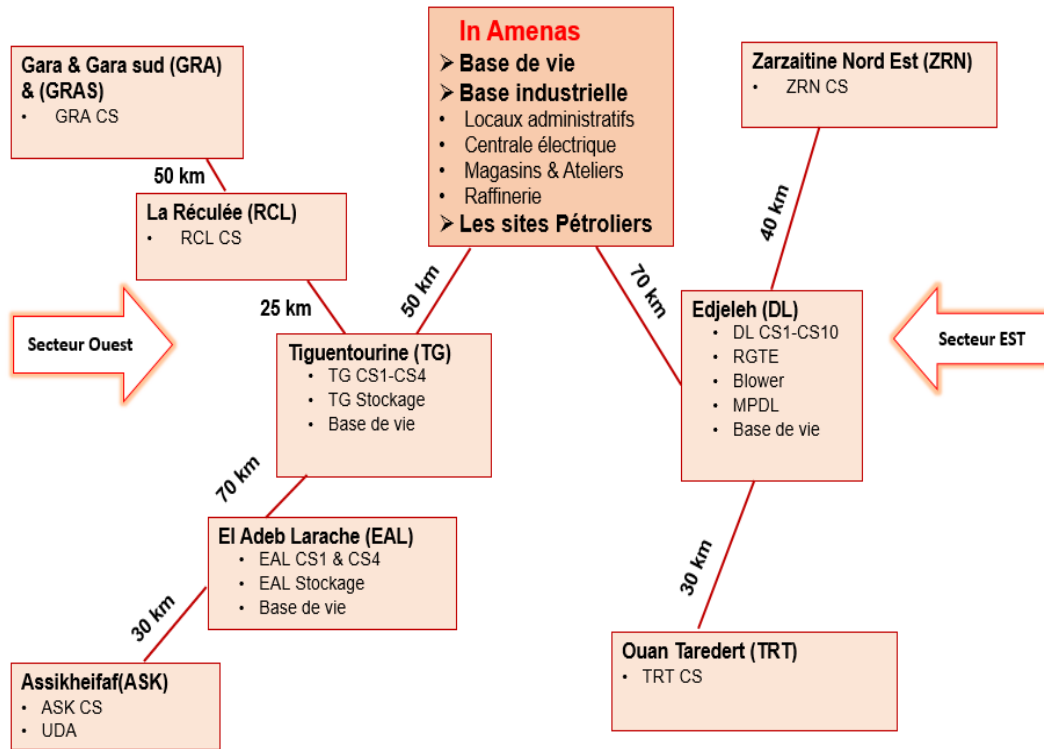 In Amenas
➢ Base de vie
➢ Base industrielle
• Locaux administratifs
• Centrale électrique
• Magasins & Ateliers
• Raffinerie
➢ Les sites Pétroliers
Gara & Gara sud (GRA)
& (GRAS)
• GRA CS
50 km
La Réculée (RCL)
• RCL CS
25 km
50 km
Secteur Ouest
Tiguentourine (TG)
• TG CS1-CS4
• TG Stockage
• Base de vie
70 km
El Adeb Larache (EAL)
• EAL CS1 & CS4
• EAL Stockage
• Base de vie
30 km
Assikheifaf(ASK)
• ASK CS
• UDA
Zarzaitine Nord Est (ZRN)
• ZRN CS
40 km
70 km
Edjeleh (DL)
• DL CS1-CS10
• RGTE
• Blower
• MPDL
• Base de vie
Secteur EST
30 km
Ouan Taredert (TRT)
• TRT CS